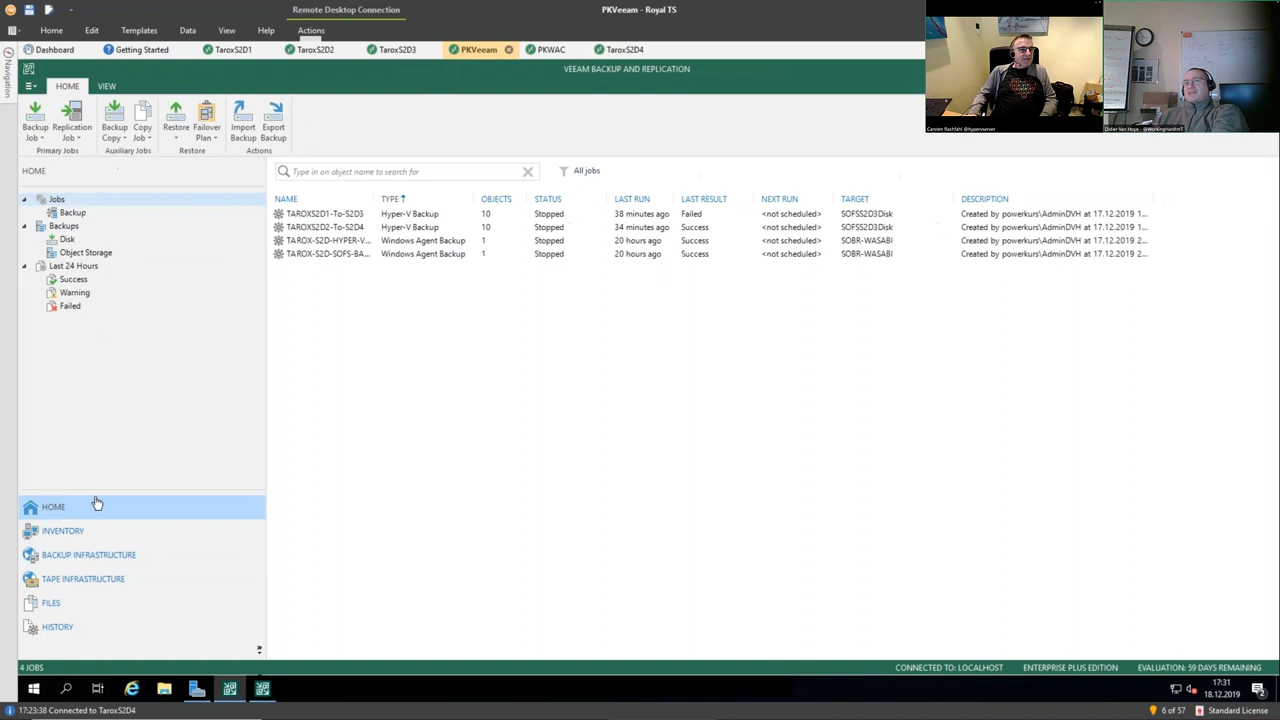 Remote Desktop Connection
PKVeeam - Royal TS
Home Edit Templates Data View Help Actions
Dashboard Getting Started TaroxS2D1 TaroxS2D2 TaroxS2D3 PKVeeam PKWAC TaroxS2D4
Navigation
VEEAM BACKUP AND REPLICATION
HOME VIEW
Backup Job Replication Job Backup Copy Copy Job Restore Failover Plan Import Backup Export Backup
Primary Jobs Auxiliary Jobs Restore Actions
Carsten Rachfahl @hypervserver
Didier Van Hoye - @WorkingHardInIT
HOME
Type in an object name to search for
All jobs
Jobs
Backup
Backups
Disk
Object Storage
Last 24 Hours
Success
Warning
Failed
NAME TYPE OBJECTS STATUS LAST RUN LAST RESULT NEXT RUN TARGET DESCRIPTION
TAROXS2D1-To-S2D3 Hyper-V Backup 10 Stopped 38 minutes ago Failed <not scheduled> SOFSS2D3Disk Created by powerkurs\AdminDVH at 17.12.2019 1...
TAROXS2D2-To-S2D4 Hyper-V Backup 10 Stopped 34 minutes ago Success <not scheduled> SOFSS2D3Disk Created by powerkurs\AdminDVH at 17.12.2019 1...
TAROX-S2D-HYPER-V... Windows Agent Backup 1 Stopped 20 hours ago Success <not scheduled> SOBR-WASABI Created by powerkurs\AdminDVH at 17.12.2019 2...
TAROX-S2D-SOFS-BA... Windows Agent Backup 1 Stopped 20 hours ago Success <not scheduled> SOBR-WASABI Created by powerkurs\AdminDVH at 17.12.2019 2...
HOME
INVENTORY
BACKUP INFRASTRUCTURE
TAPE INFRASTRUCTURE
FILES
HISTORY
4 JOBS
CONNECTED TO: LOCALHOST ENTERPRISE PLUS EDITION EVALUATION: 59 DAYS REMAINING
17:31
18.12.2019
2
17:23:38 Connected to TaroxS2D4
6 of 57 Standard License